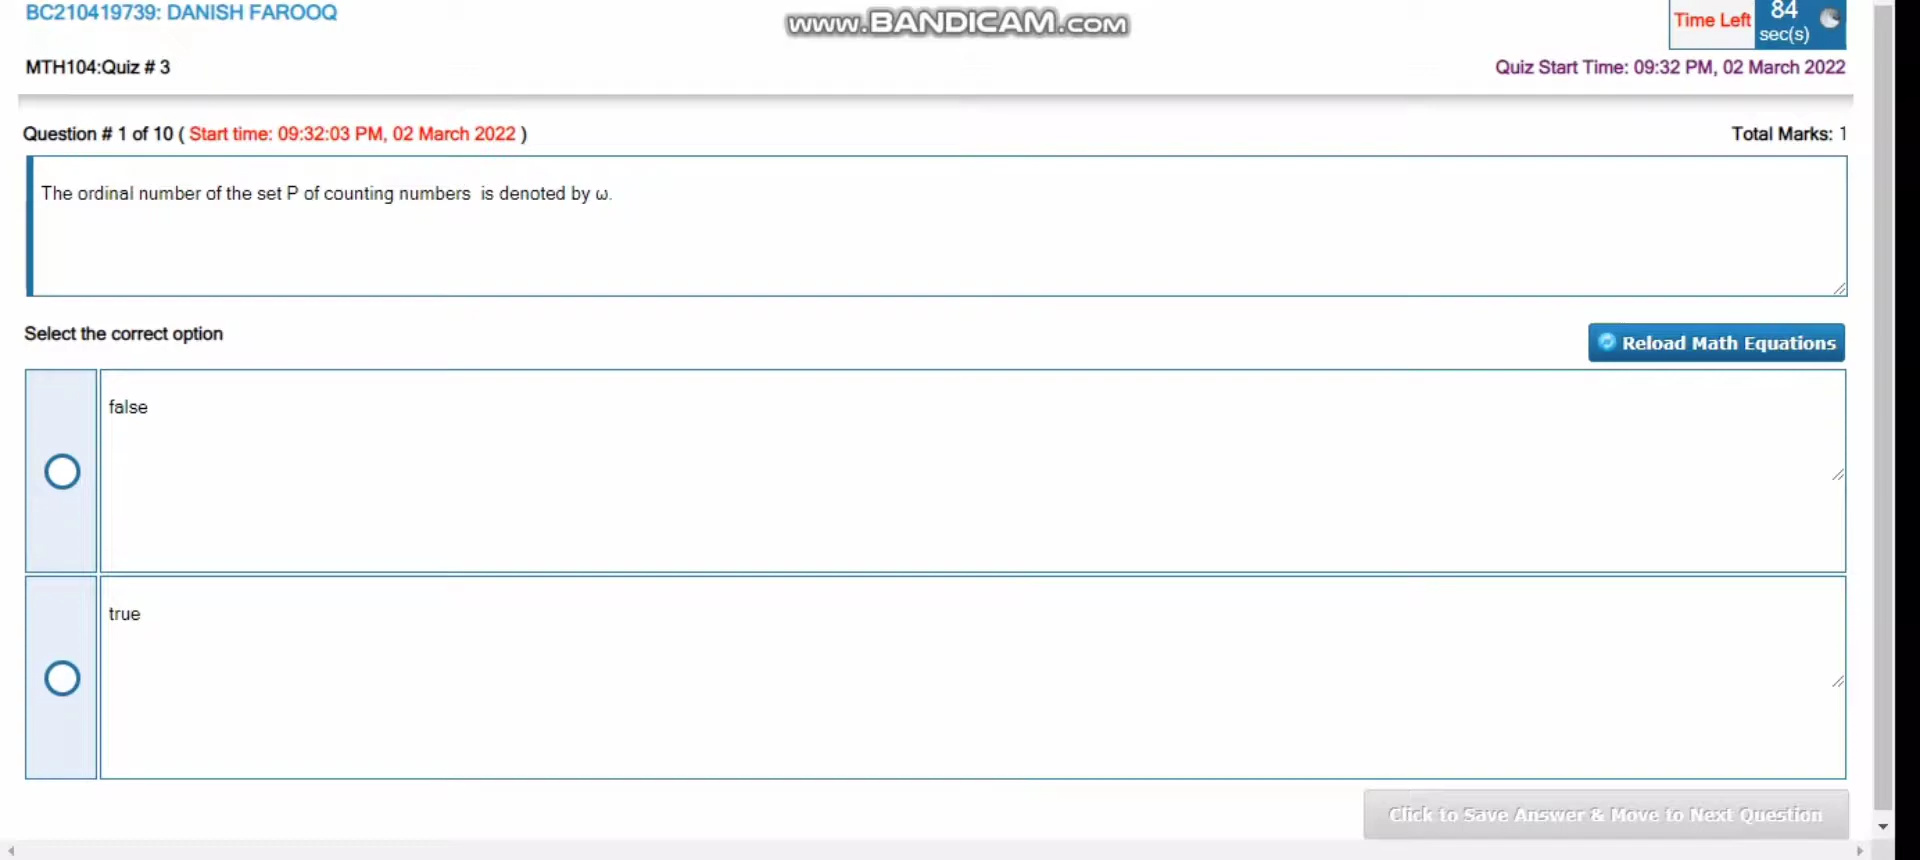 BC210419739: DANISH FAROOQ
www.BANDICAM.com
Time Left 84 sec(s)
MTH104:Quiz # 3
Quiz Start Time: 09:32 PM, 02 March 2022
Question # 1 of 10 ( Start time: 09:32:03 PM, 02 March 2022 )
Total Marks: 1
The ordinal number of the set P of counting numbers is denoted by ω.
Select the correct option
Reload Math Equations
false
true
Click to Save Answer & Move to Next Question